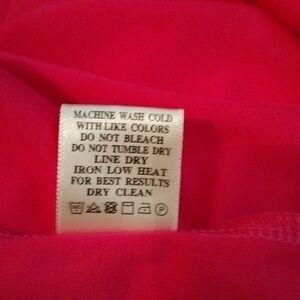 MACHINE WASH COLD
WITH LIKE COLORS
DO NOT BLEACH
DO NOT TUMBLE DRY
LINE DRY
IRON LOW HEAT
FOR BEST RESULTS
DRY CLEAN
P